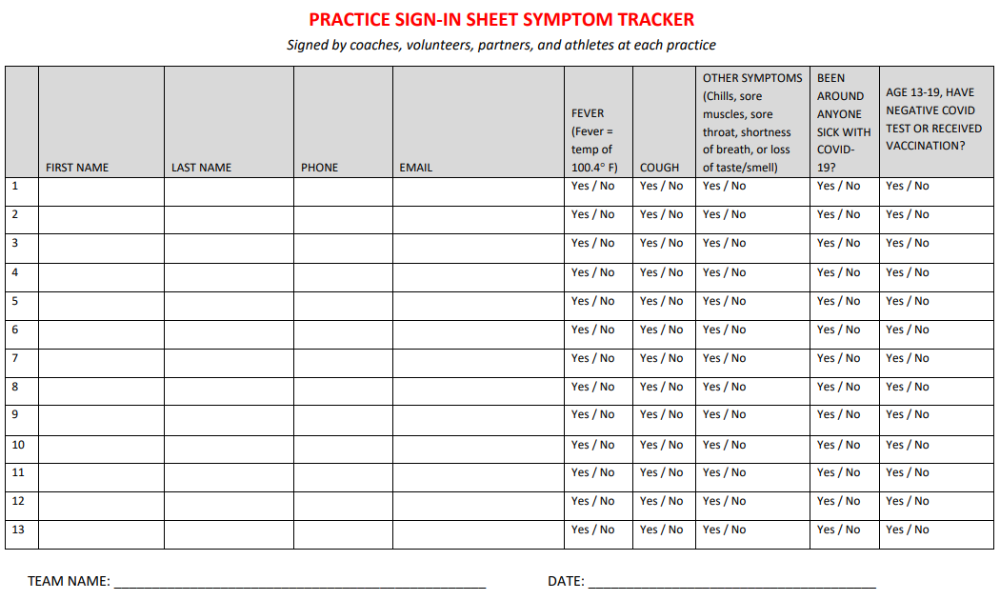 PRACTICE SIGN-IN SHEET SYMPTOM TRACKER
Signed by coaches, volunteers, partners, and athletes at each practice
FIRST NAME
LAST NAME
PHONE
EMAIL
FEVER
(Fever =
temp of
100.4° F)
COUGH
OTHER SYMPTOMS
(Chills, sore
muscles, sore
throat, shortness
of breath, or loss
of taste/smell)
BEEN
AROUND
ANYONE
SICK WITH
COVID-
19?
AGE 13-19, HAVE
NEGATIVE COVID
TEST OR RECEIVED
VACCINATION?
1 Yes / No Yes / No Yes / No Yes / No Yes / No
2 Yes / No Yes / No Yes / No Yes / No Yes / No
3 Yes / No Yes / No Yes / No Yes / No Yes / No
4 Yes / No Yes / No Yes / No Yes / No Yes / No
5 Yes / No Yes / No Yes / No Yes / No Yes / No
6 Yes / No Yes / No Yes / No Yes / No Yes / No
7 Yes / No Yes / No Yes / No Yes / No Yes / No
8 Yes / No Yes / No Yes / No Yes / No Yes / No
9 Yes / No Yes / No Yes / No Yes / No Yes / No
10 Yes / No Yes / No Yes / No Yes / No Yes / No
11 Yes / No Yes / No Yes / No Yes / No Yes / No
12 Yes / No Yes / No Yes / No Yes / No Yes / No
13 Yes / No Yes / No Yes / No Yes / No Yes / No
TEAM NAME: ______________________ DATE: ______________________